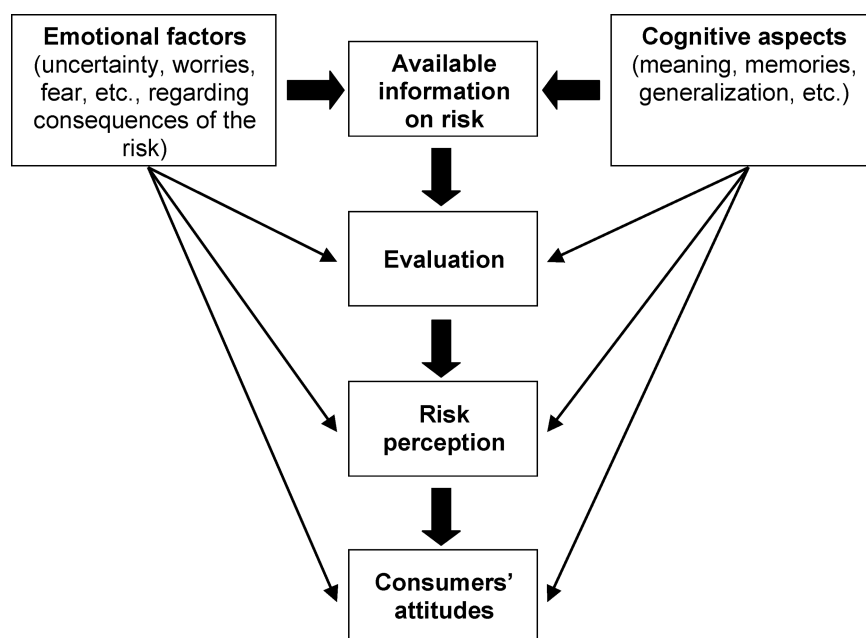 Emotional factors
(uncertainty, worries,
fear, etc., regarding
consequences of the
risk)
Available
information
on risk
Cognitive aspects
(meaning, memories,
generalization, etc.)
Evaluation
Risk
perception
Consumers’
attitudes